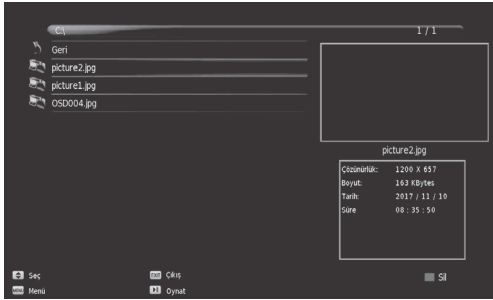 C:\ 1 / 1
Geri
picture2.jpg
picture1.jpg
OSD004.jpg
picture2.jpg
Çözünürlük: 1200 X 657
Boyut: 163 KBytes
Tarih: 2017 / 11 / 10
Süre 08 : 35 : 50
Seç EXIT Çıkış Sil
MENU Menü Oynat